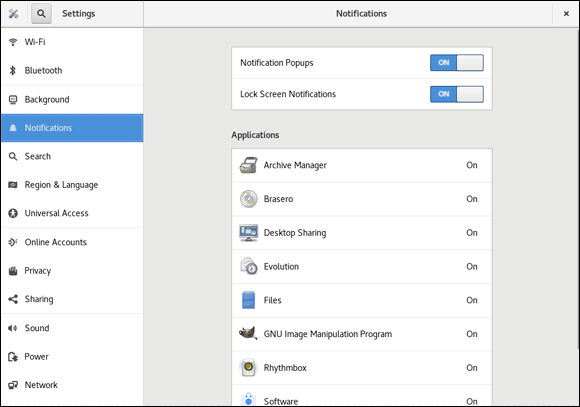 Settings
Notifications
Wi-Fi
Bluetooth
Background
Notifications
Search
Region & Language
Universal Access
Online Accounts
Privacy
Sharing
Sound
Power
Network
Notification Popups ON
Lock Screen Notifications ON
Applications
Archive Manager On
Brasero On
Desktop Sharing On
Evolution On
Files On
GNU Image Manipulation Program On
Rhythmbox On
Software On